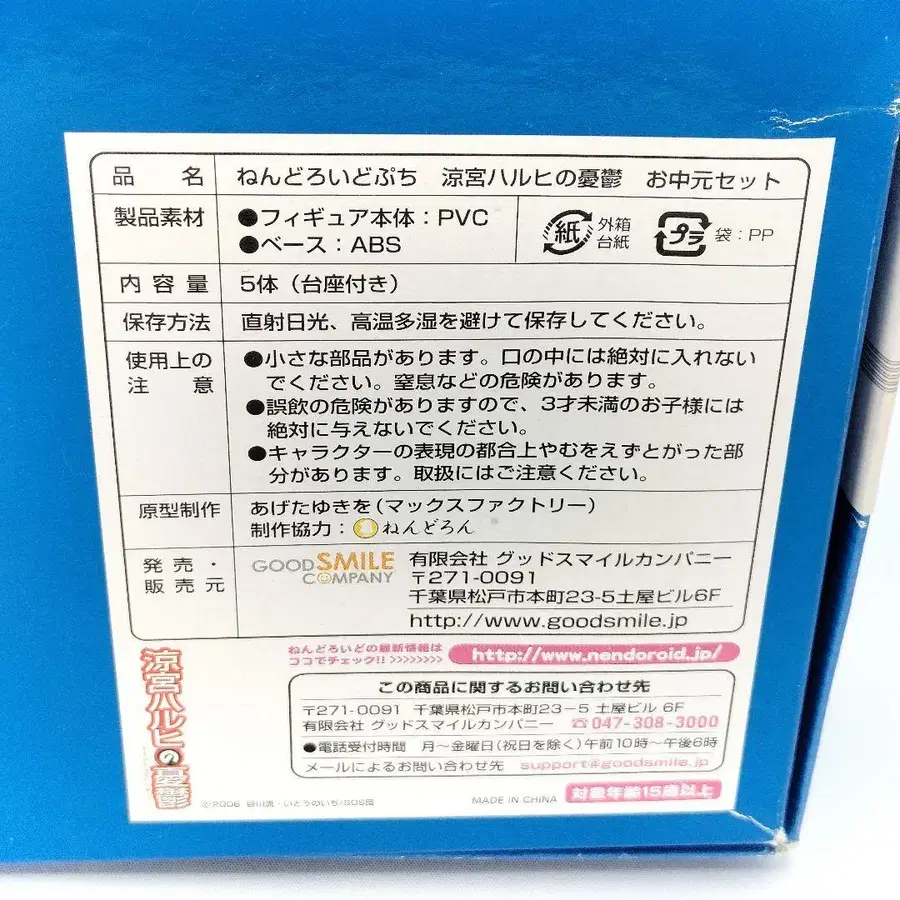 品名 ねんどろいどぷち 涼宮ハルヒの憂鬱 お中元セット
製品素材
●フィギュア本体：PVC
●ベース：ABS
紙 外箱
台紙
プラ 袋：PP
内容量 5体（台座付き）
保存方法 直射日光、高温多湿を避けて保存してください。
使用上の
注意
●小さな部品があります。口の中には絶対に入れない
でください。窒息などの危険があります。
●誤飲の危険がありますので、3才未満のお子様には
絶対に与えないでください。
●キャラクターの表現の都合上やむをえずとがった部
分があります。取扱にはご注意ください。
原型制作 あげたゆきを(マックスファクトリー)
制作協力：ねんどろん
発売・
販売元
GOOD SMILE
COMPANY
有限会社 グッドスマイルカンパニー
〒271-0091
千葉県松戸市本町23-5土屋ビル6F
http://www.goodsmile.jp
ねんどろいどの最新情報は
ココでチェック!! >>>>>>>>
http://www.nendoroid.jp/
涼宮ハルヒの憂鬱
この商品に関するお問い合わせ先
〒271-0091 千葉県松戸市本町23-5 土屋ビル 6F
有限会社 グッドスマイルカンパニー ☎047-308-3000
●電話受付時間 月〜金曜日(祝日を除く)午前10時〜午後6時
メールによるお問い合わせ先 support@goodsmile.jp
©2006 谷川流・いとうのいぢ/SOS団
MADE IN CHINA
対象年齢15歳以上